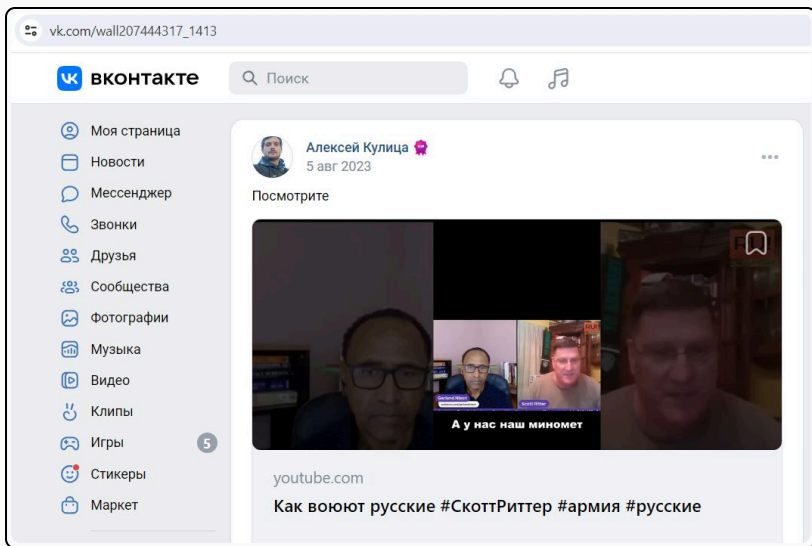 vk.com/wall207444317_1413
вконтакте
Поиск
Моя страница
Новости
Мессенджер
Звонки
Друзья
Сообщества
Фотографии
Музыка
Видео
Клипы
Игры 5
Стикеры
Маркет
Алексей Кулица
5 авг 2023
Посмотрите
Scott Ritter
А у нас наш миномет
youtube.com
Как воюют русские #СкоттРиттер #армия #русские